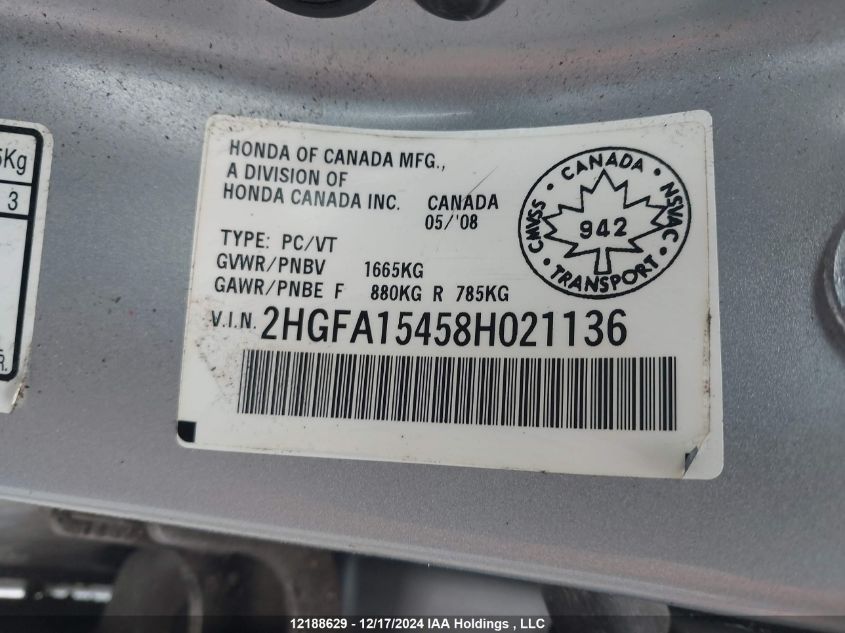 5Kg
3
R.
HONDA OF CANADA MFG.,
A DIVISION OF
HONDA CANADA INC. CANADA
05/'08
TYPE: PC/VT
GVWR/PNBV 1665KG
GAWR/PNBE F 880KG R 785KG
V.I.N. 2HGFA15458H021136
CMVSS • CANADA • NSVAC • TRANSPORT •
942
12188629 - 12/17/2024 IAA Holdings , LLC